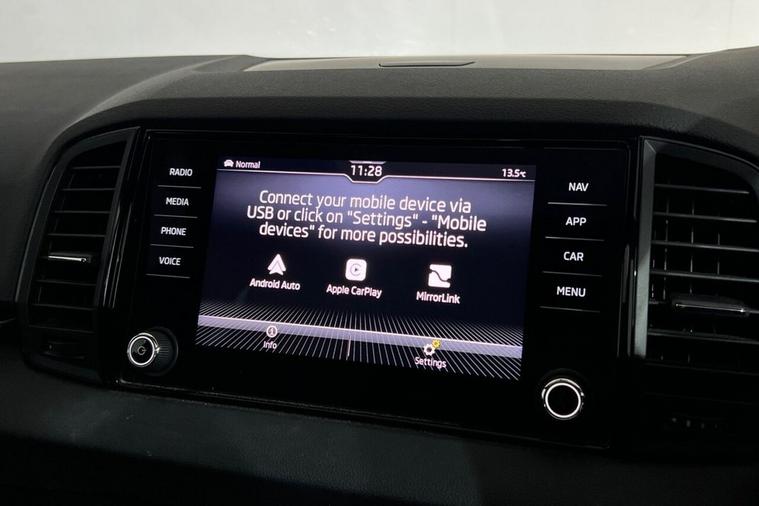 RADIO
MEDIA
PHONE
VOICE
Normal
11:28
13.5°C
Connect your mobile device via
USB or click on "Settings" - "Mobile
devices" for more possibilities.
Android Auto
Apple CarPlay
MirrorLink
Info
Settings
NAV
APP
CAR
MENU